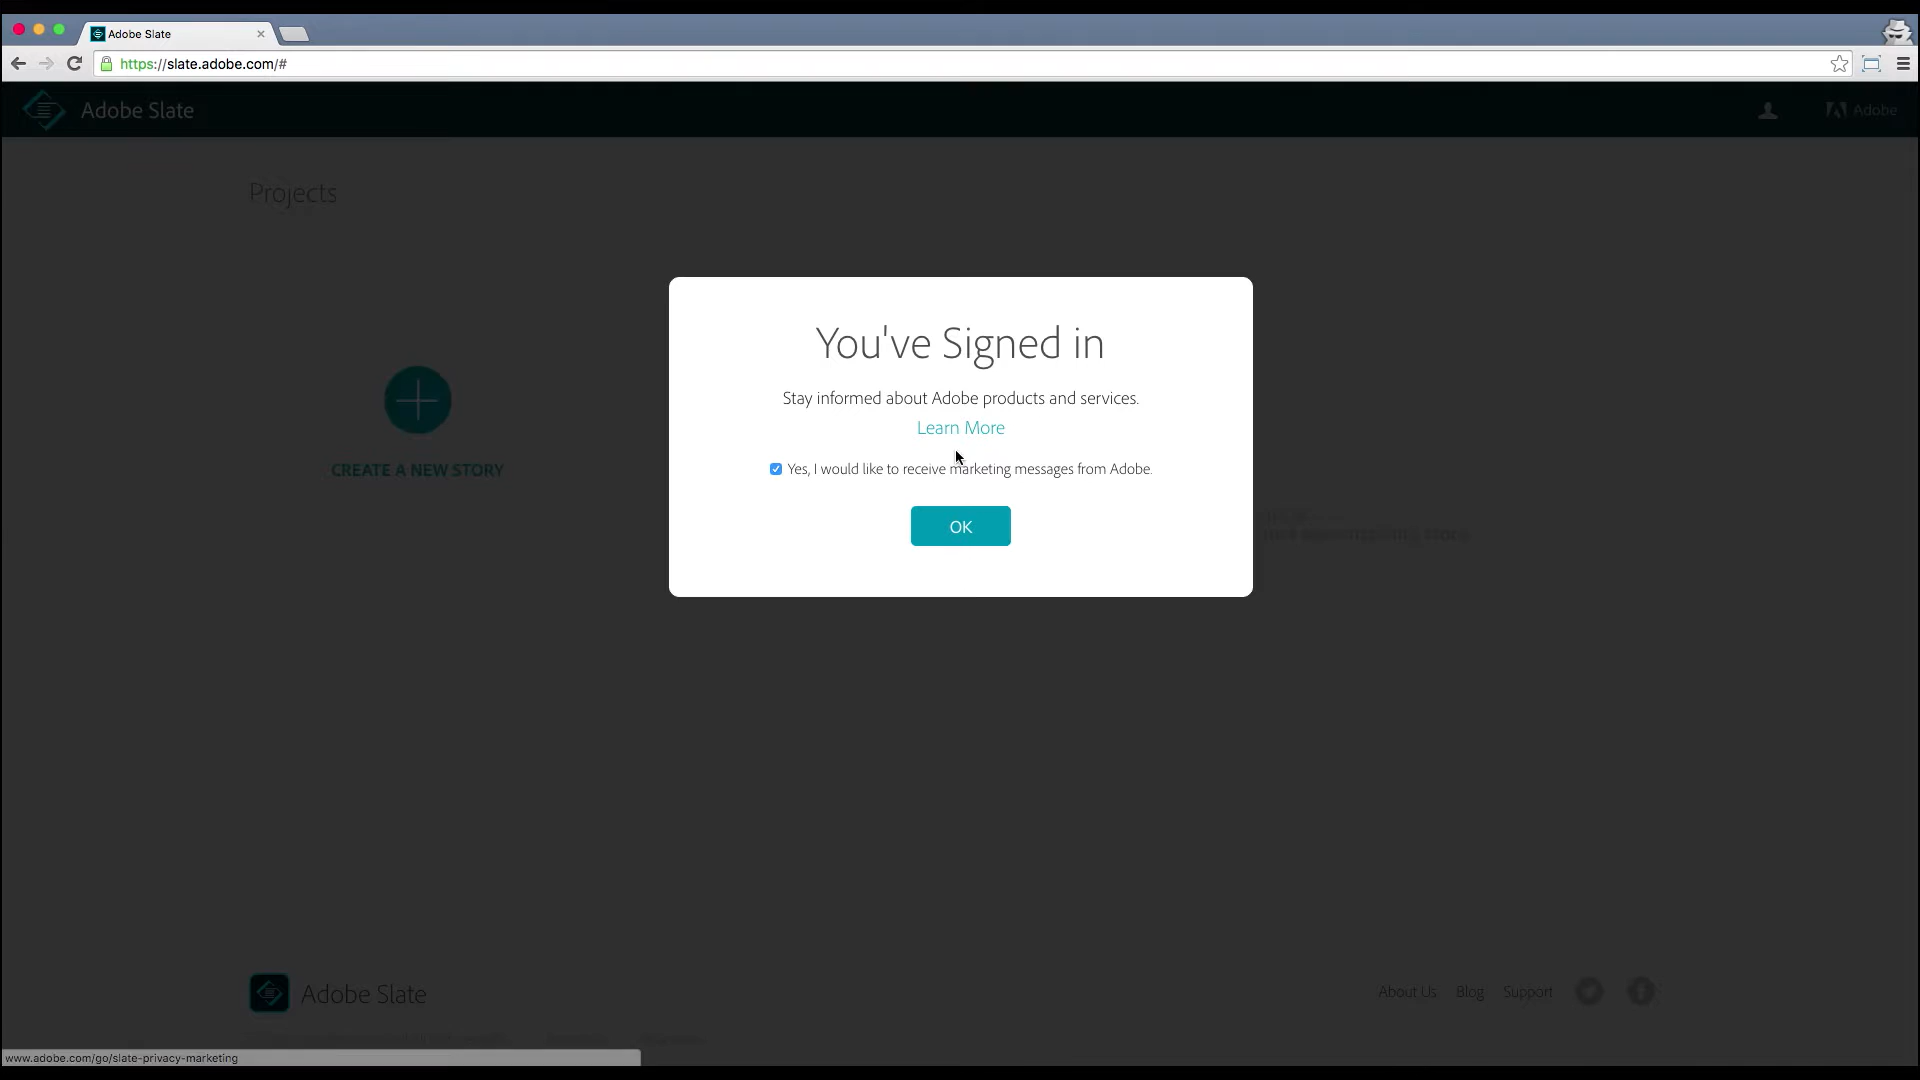 Adobe Slate
https://slate.adobe.com/#
Adobe Slate
Adobe
Projects
You've Signed in
Stay informed about Adobe products and services.
Learn More
Yes, I would like to receive marketing messages from Adobe.
OK
CREATE A NEW STORY
Adobe Slate
About Us Blog Support
www.adobe.com/go/slate-privacy-marketing